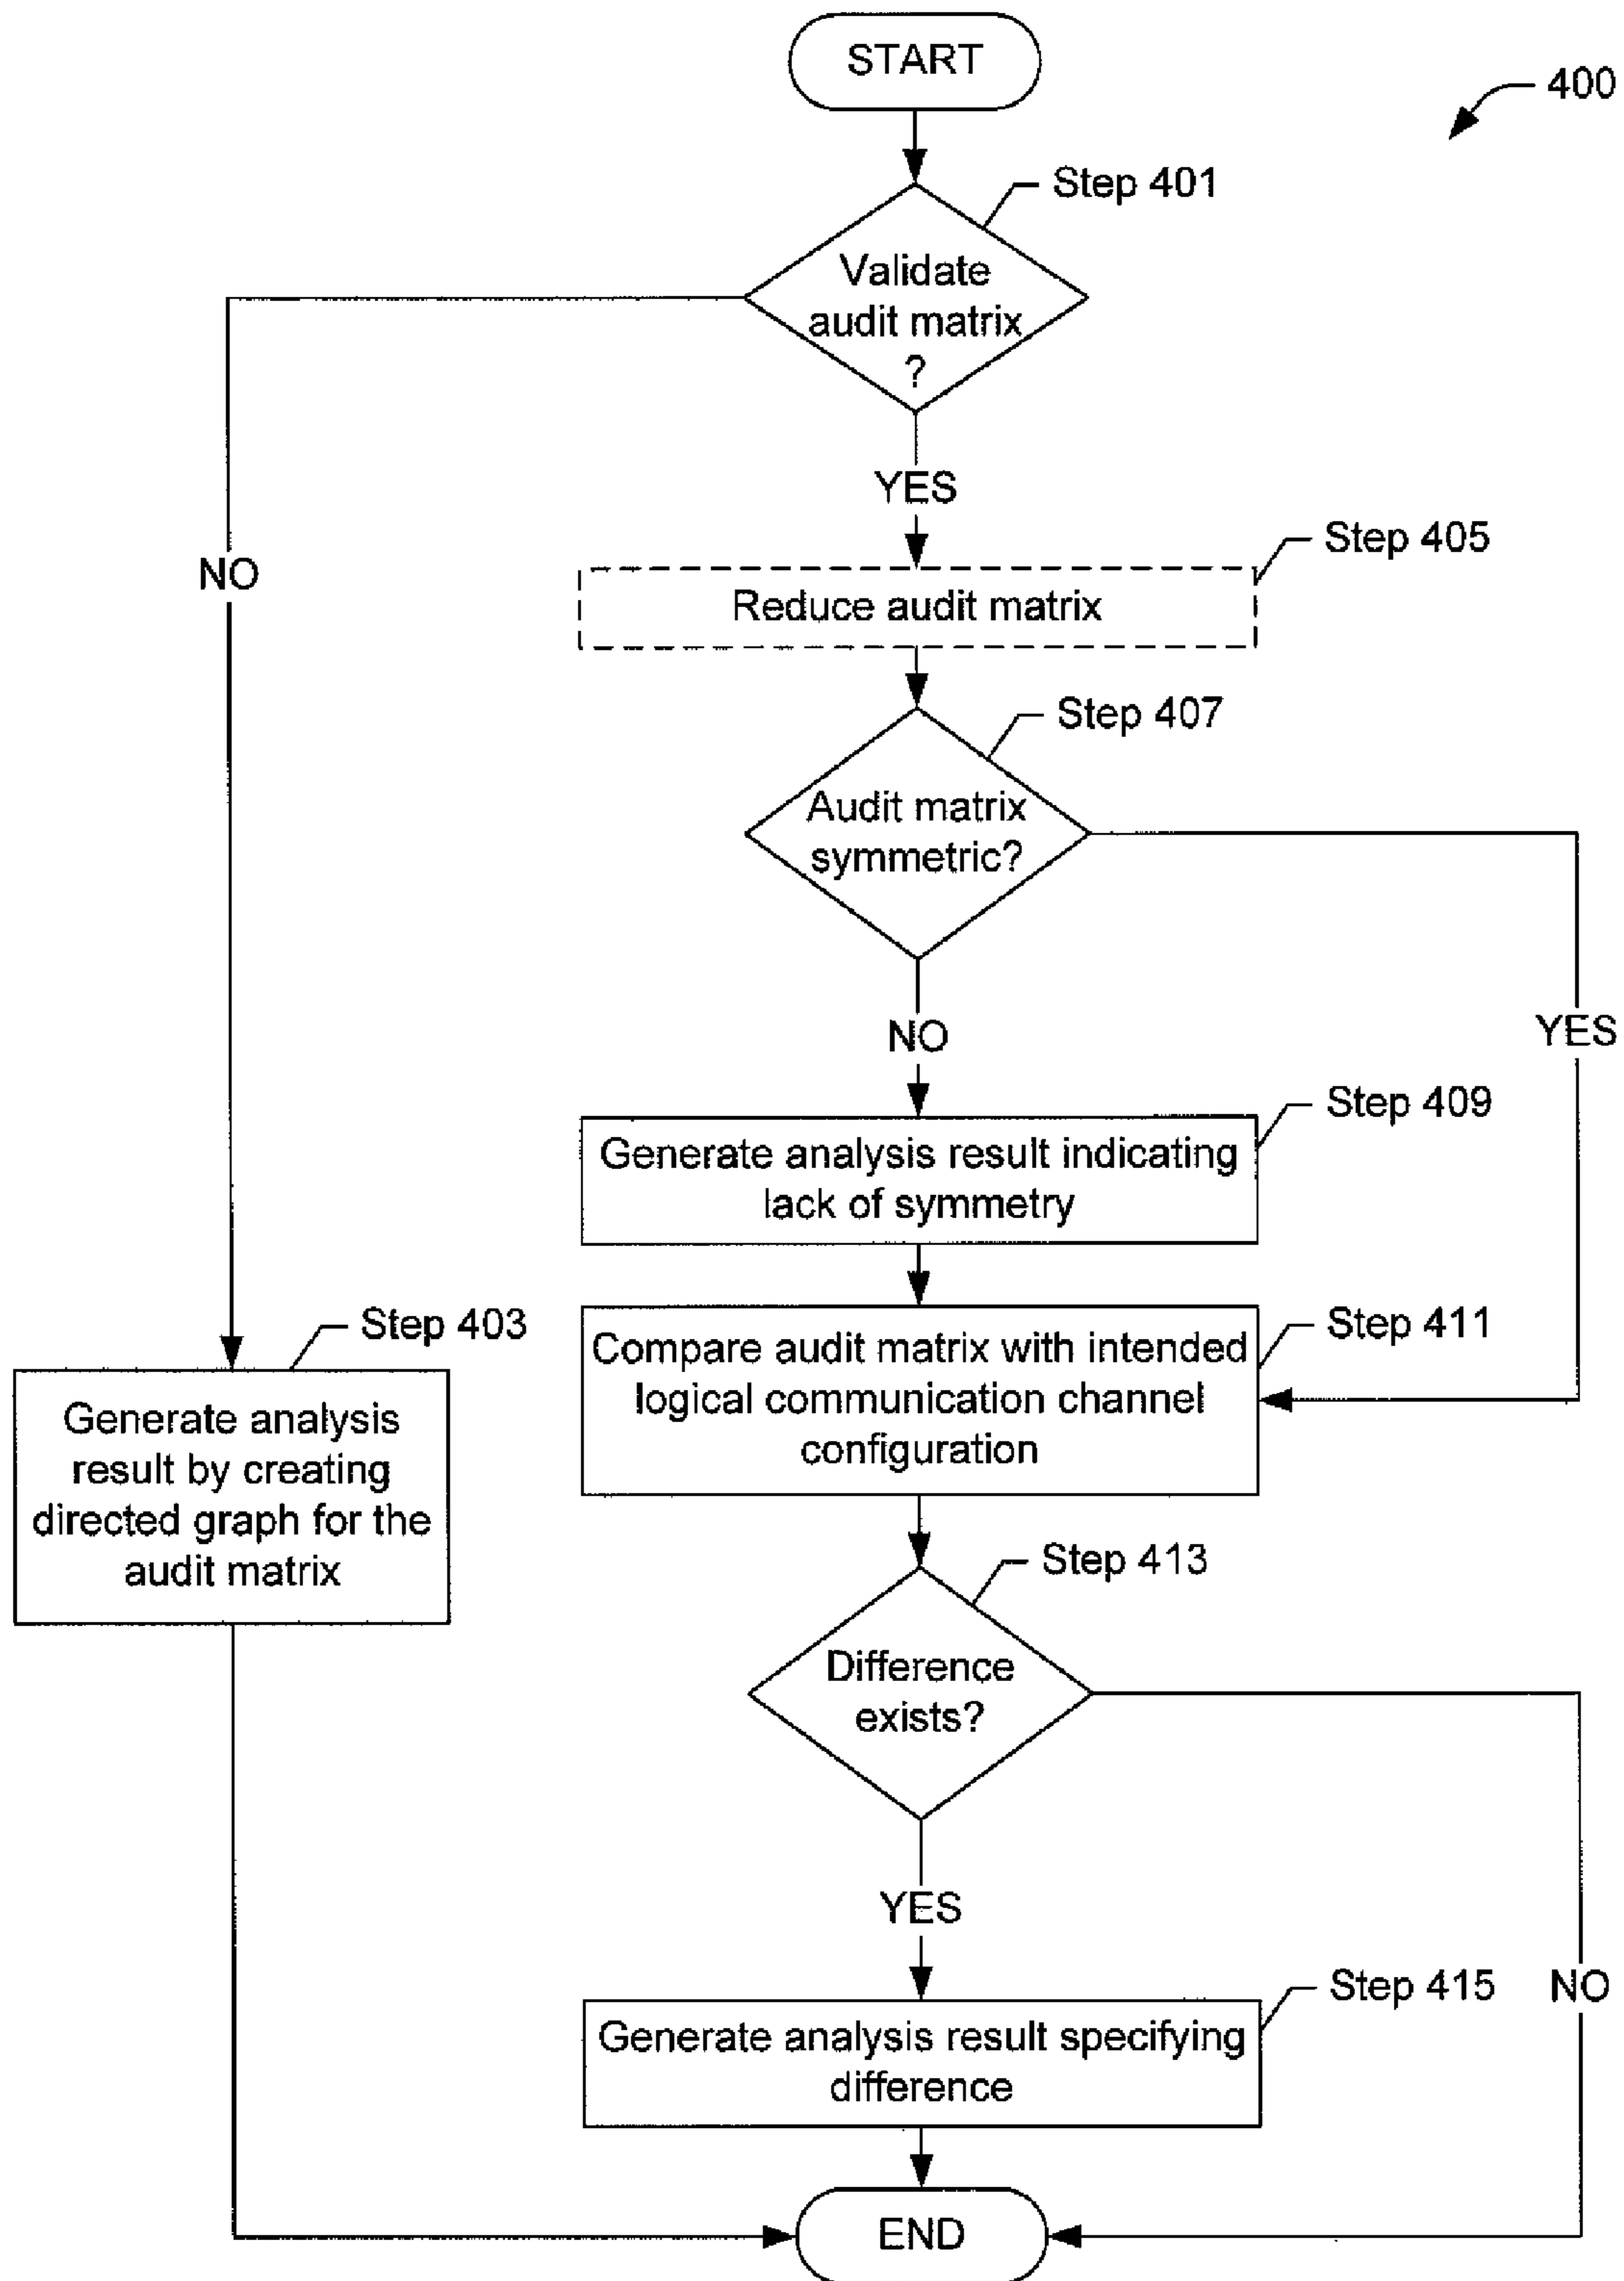 START
400
Step 401
Validate
audit matrix
?
YES
NO
Step 405
Reduce audit matrix
Step 407
Audit matrix
symmetric?
NO
YES
Step 409
Generate analysis result indicating
lack of symmetry
Step 403
Generate analysis
result by creating
directed graph for the
audit matrix
Step 411
Compare audit matrix with intended
logical communication channel
configuration
Step 413
Difference
exists?
YES
NO
Step 415
Generate analysis result specifying
difference
END